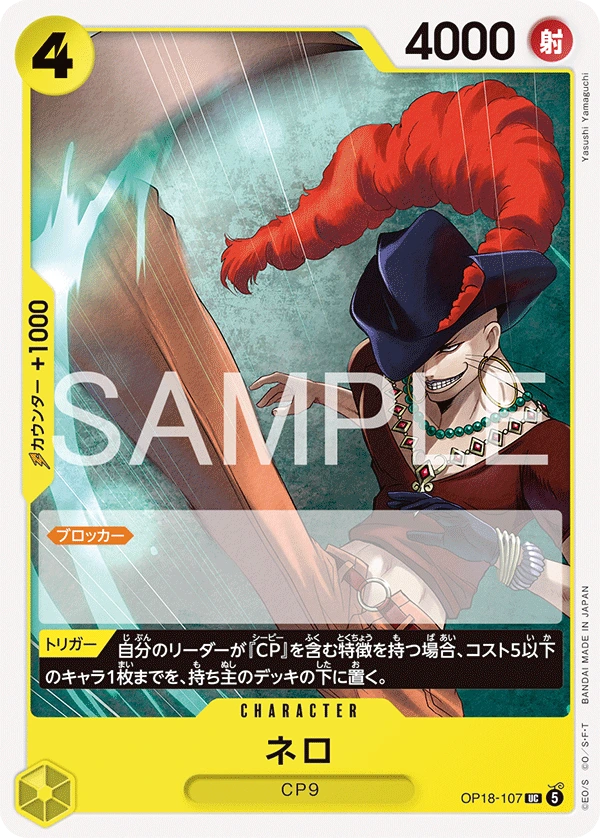 4
4000
射
Yasushi Yamaguchi
カウンター +1000
SAMPLE
ブロッカー
トリガー 自分のリーダーが『CP』を含む特徴を持つ場合、コスト5以下
のキャラ1枚までを、持ち主のデッキの下に置く。
CHARACTER
ネロ
CP9
OP18-107 UC 5
©E.O/S ©O/S・F・T BANDAI MADE IN JAPAN